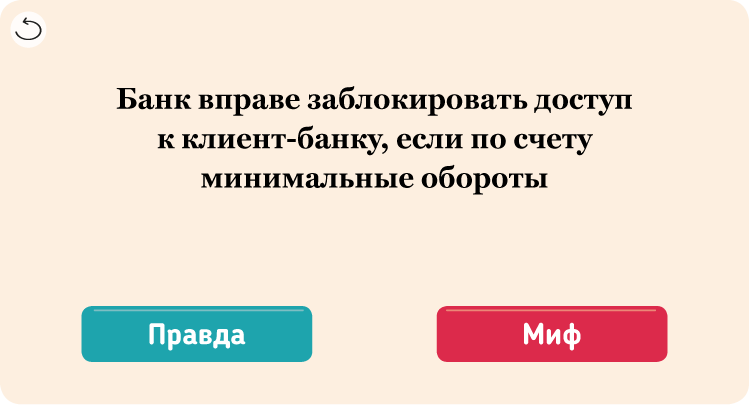 Банк вправе заблокировать доступ
к клиент-банку, если по счету
минимальные обороты
Правда
Миф